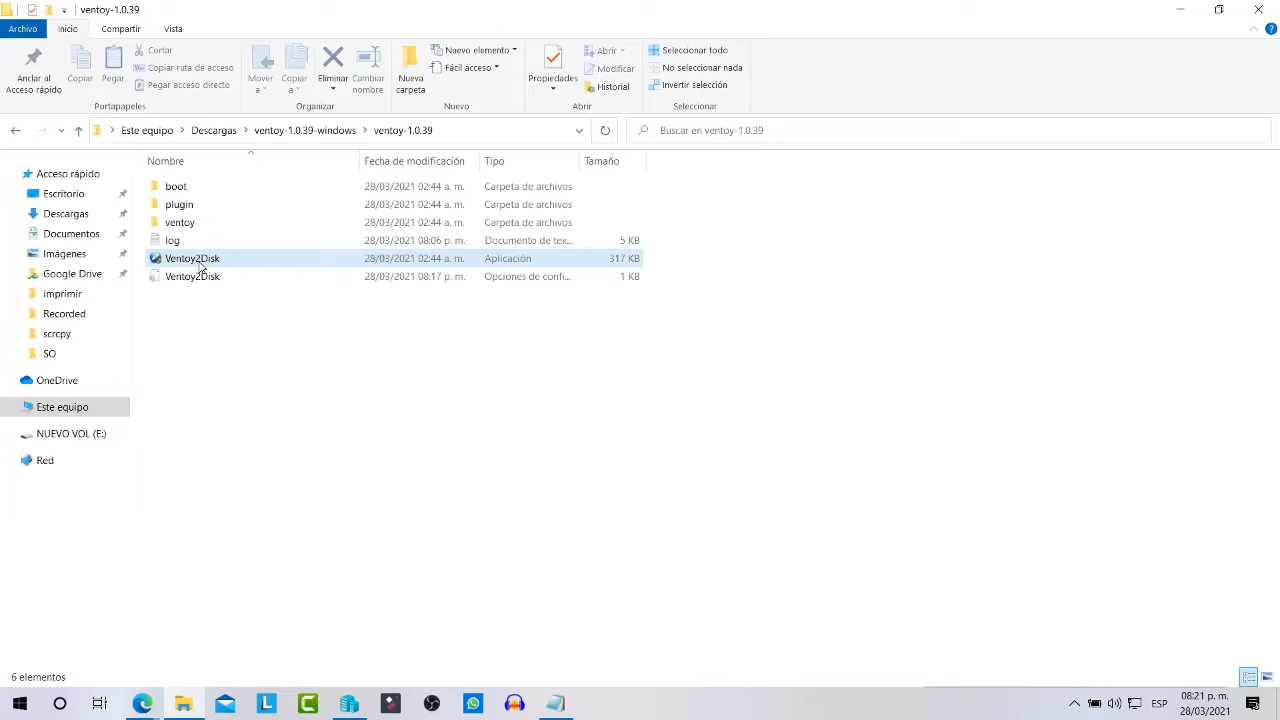 ventoy-1.0.39
Archivo Inicio Compartir Vista
Anclar al Acceso rápido
Copiar
Pegar
Cortar
Copiar ruta de acceso
Pegar acceso directo
Portapapeles
Mover a
Copiar a
Eliminar
Cambiar nombre
Organizar
Nueva carpeta
Nuevo elemento
Fácil acceso
Nuevo
Propiedades
Abrir
Modificar
Historial
Abrir
Seleccionar todo
No seleccionar nada
Invertir selección
Seleccionar
Este equipo > Descargas > ventoy-1.0.39-windows > ventoy-1.0.39
Buscar en ventoy-1.0.39
Acceso rápido
Escritorio
Descargas
Documentos
Imágenes
Google Drive
imprimir
Recorded
scrcpy
SO
OneDrive
Este equipo
NUEVO VOL (E:)
Red
Nombre Fecha de modificación Tipo Tamaño
boot 28/03/2021 02:44 a. m. Carpeta de archivos
plugin 28/03/2021 02:44 a. m. Carpeta de archivos
ventoy 28/03/2021 02:44 a. m. Carpeta de archivos
log 28/03/2021 08:06 p. m. Documento de tex... 5 KB
Ventoy2Disk 28/03/2021 02:44 a. m. Aplicación 317 KB
Ventoy2Disk 28/03/2021 08:17 p. m. Opciones de confi... 1 KB
6 elementos
ESP
08:21 p. m.
28/03/2021